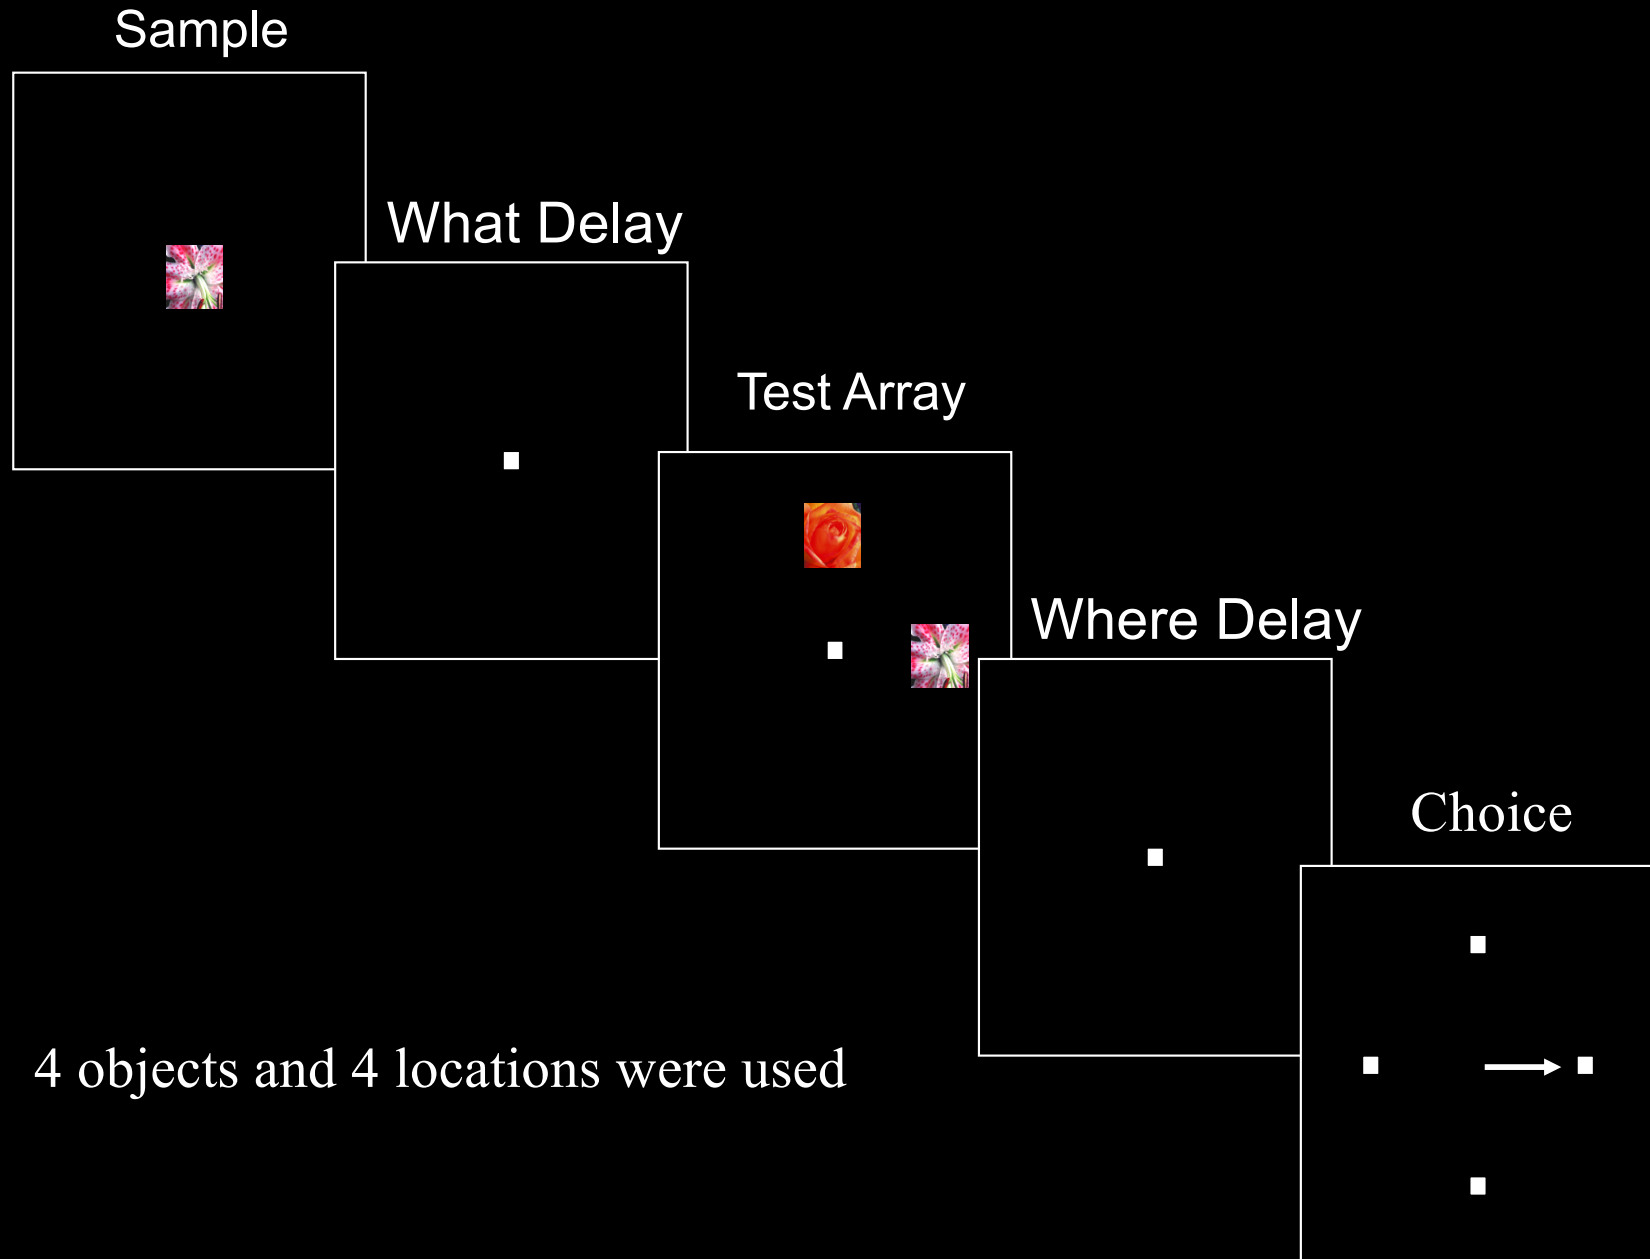 Sample
What Delay
Test Array
Where Delay
Choice
4 objects and 4 locations were used